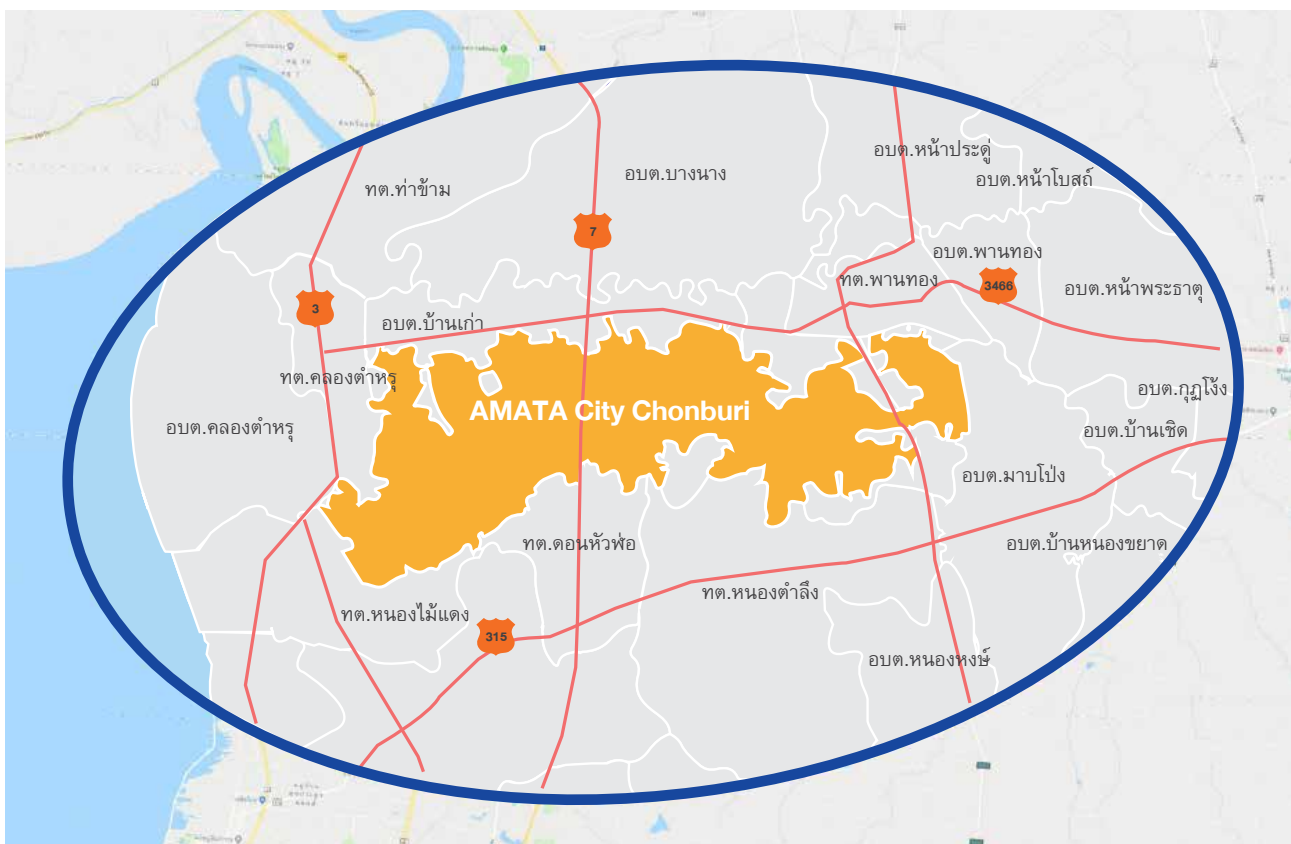 อบต.หน้าประดู่
อบต.บางนาง
อบต.หน้าโบสถ์
ทต.ท่าข้าม
7
อบต.พานทอง
ทต.พานทอง
3466
อบต.หน้าพระธาตุ
3
อบต.บ้านเก่า
ทต.คลองตำหรุ
อบต.กุฏโง้ง
AMATA City Chonburi
อบต.คลองตำหรุ
อบต.บ้านเชิด
อบต.มาบโป่ง
ทต.ดอนหัวฬ่อ
อบต.บ้านหนองขยาด
ทต.หนองตำลึง
ทต.หนองไม้แดง
315
อบต.หนองหงษ์